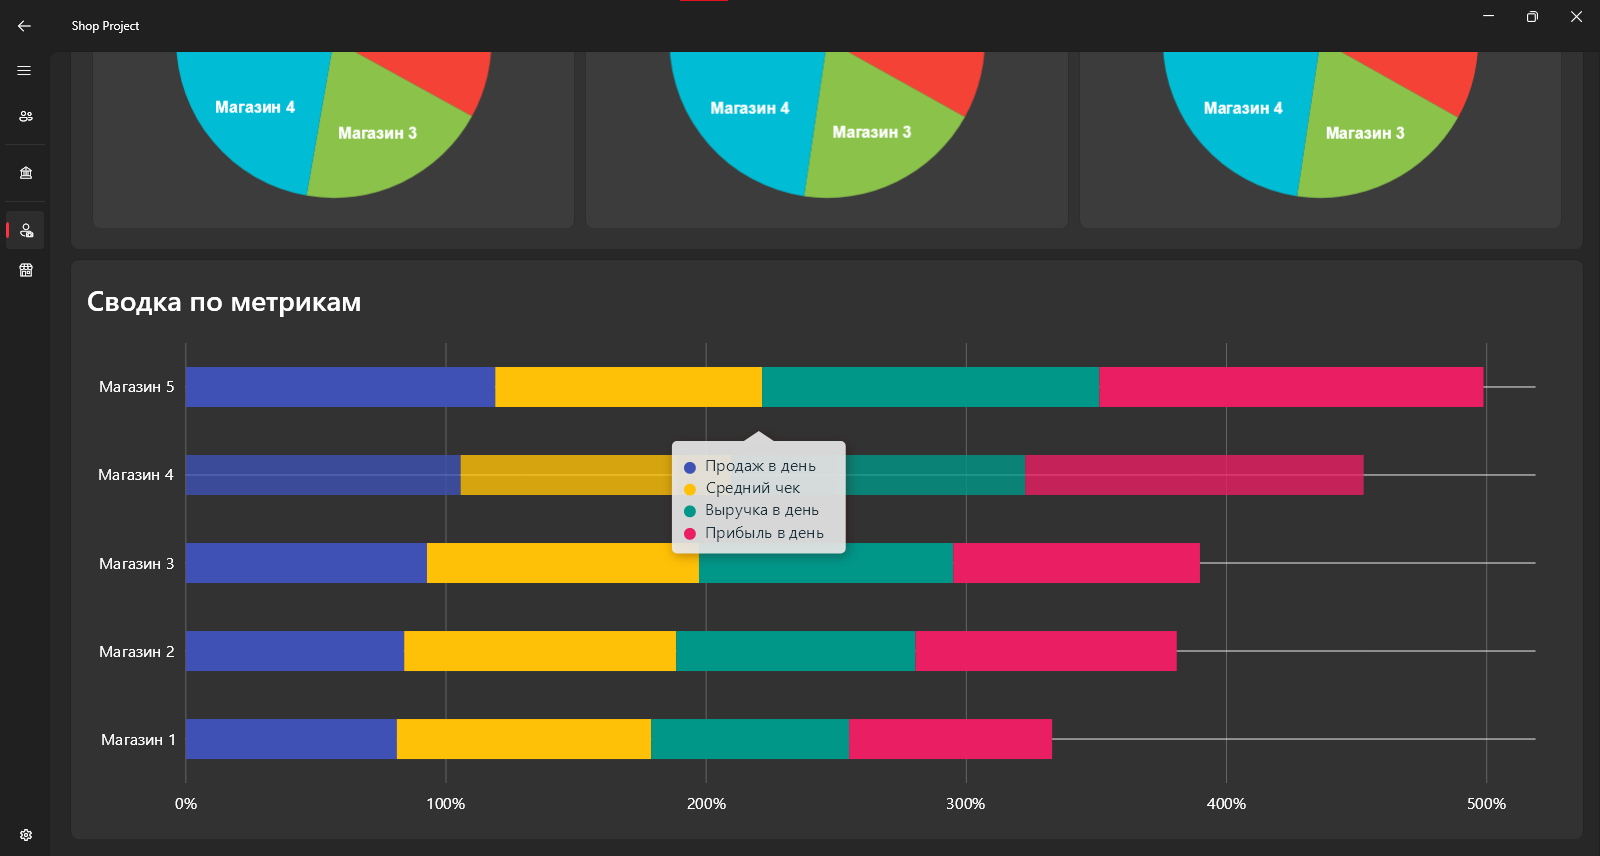 Shop Project
Магазин 4
Магазин 3
Магазин 4
Магазин 3
Магазин 4
Магазин 3
Сводка по метрикам
Магазин 5
Магазин 4
Магазин 3
Магазин 2
Магазин 1
Продаж в день
Средний чек
Выручка в день
Прибыль в день
0%
100%
200%
300%
400%
500%